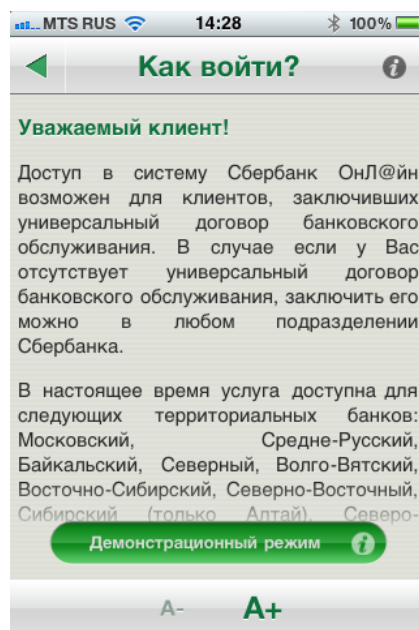 MTS RUS 14:28 100%
Как войти?
Уважаемый клиент!
Доступ в систему Сбербанк ОнЛ@йн
возможен для клиентов, заключивших
универсальный договор банковского
обслуживания. В случае если у Вас
отсутствует универсальный договор
банковского обслуживания, заключить его
можно в любом подразделении
Сбербанка.
В настоящее время услуга доступна для
следующих территориальных банков:
Московский, Средне-Русский,
Байкальский, Северный, Волго-Вятский,
Восточно-Сибирский, Северо-Восточный,
Сибирский (только Алтай), Северо-
Демонстрационный режим
A- A+